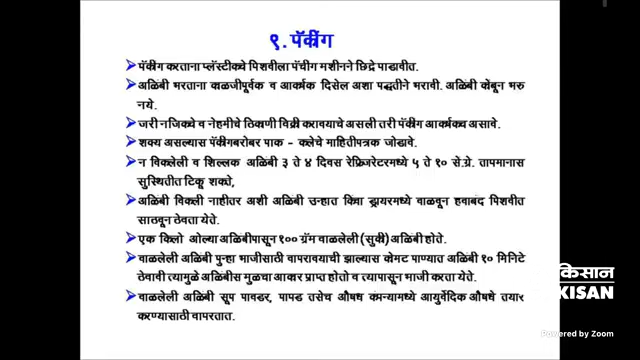 ९. पॅकींग
पॅकींग करताना प्लॅस्टीकचे पिशवीला पॅचींग मशीनने छिद्रे पाडावीत.
अळिंबी भरताना काळजीपूर्वक व आकर्षक दिसेल अशा पद्धतीने भरावी. अळिंबी कोंबून भरु
नये.
जरी नजिकचे व नेहमीचे ठिकाणी विक्री करावयाचे असली तरी पॅकींग आकर्षकच असावे.
शक्य असल्यास पॅकींगबरोबर पाक – कलेचे माहितीपत्रक जोडावे.
न विकलेली व शिल्लक अळिंबी ३ ते ४ दिवस रेफ्रिजरेटरमध्ये ५ ते १० से.ग्रे. तापमानास
सुस्थितीत टिकू शकते,
अळिंबी विकली नाहीतर अशी अळिंबी उन्हात किंवा ड्रायरमध्ये वाळवून हवाबंद पिशवीत
साठवून ठेवता येते.
एक किलो ओल्या अळिंबीपासून १०० ग्रॅम वाळलेली (सुकी) अळिंबी होते.
वाळलेली अळिंबी पुन्हा भाजीसाठी वापरावयाची झाल्यास कोमट पाण्यात अळिंबी १० मिनिटे
ठेवावी त्यामुळे अळिंबीस मुळचा आकार प्राप्त होतो व त्यापासून भाजी करता येते.
वाळलेली अळिंबी सूप पावडर, पापड तसेच औषध कंपन्यामध्ये आयुर्वेदिक औषधे तयार
करण्यासाठी वापरतात.
किसान
KISAN
Powered by Zoom